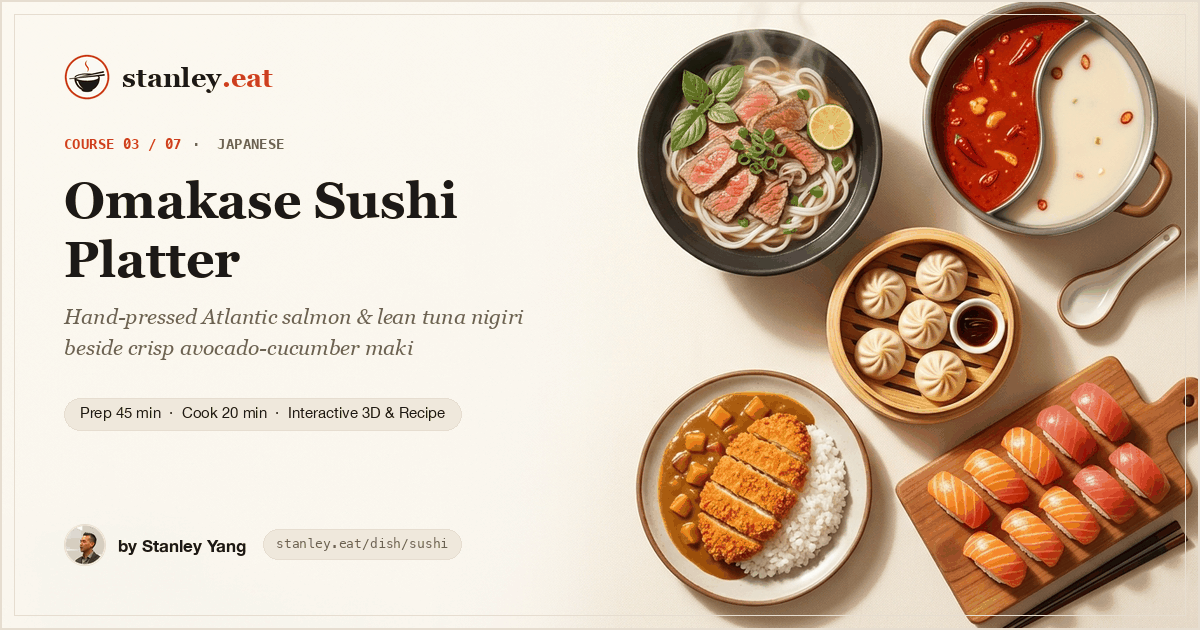 stanley.eat
COURSE 03 / 07 · JAPANESE
Omakase Sushi
Platter
Hand-pressed Atlantic salmon & lean tuna nigiri
beside crisp avocado-cucumber maki
Prep 45 min · Cook 20 min · Interactive 3D & Recipe
by Stanley Yang
stanley.eat/dish/sushi